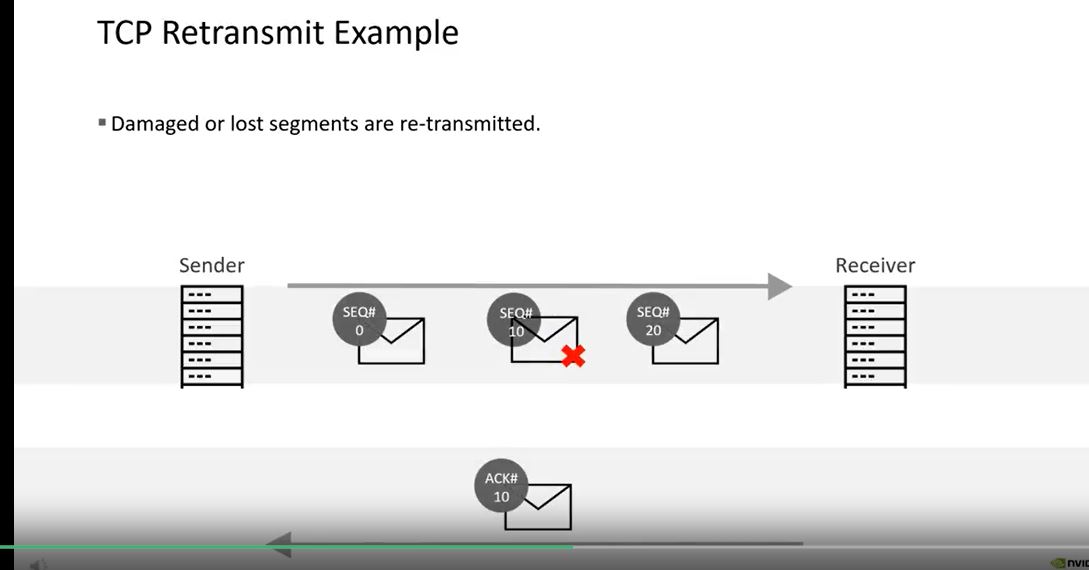 TCP Retransmit Example
▪ Damaged or lost segments are re-transmitted.
Sender
Receiver
SEQ#
0
SEQ#
10
SEQ#
20
ACK#
10